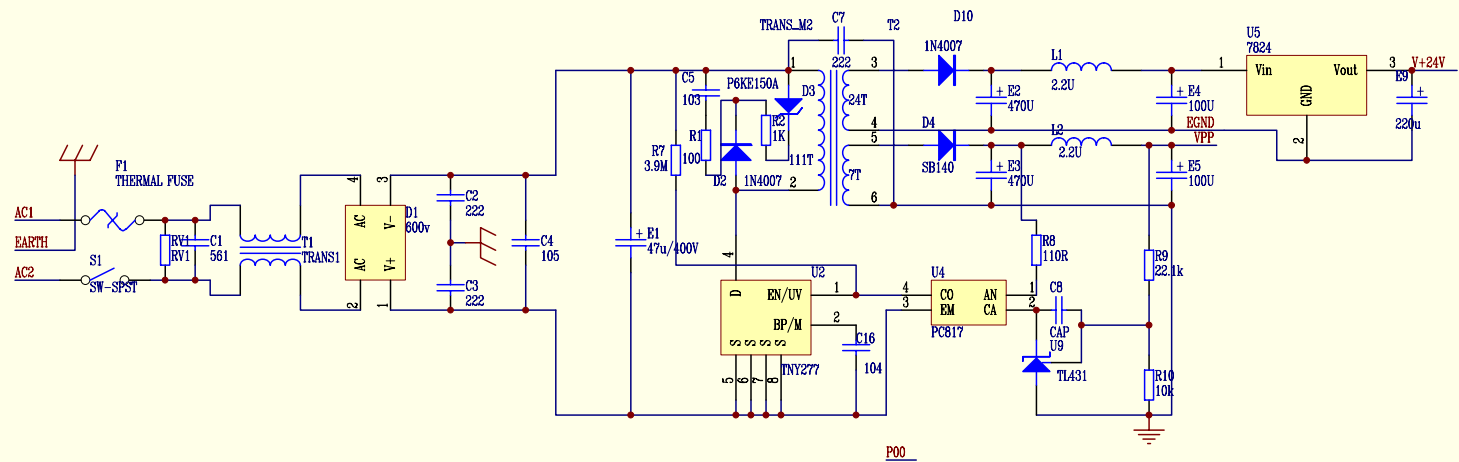 F1
THERMAL FUSE
AC1
EARTH
AC2
S1
SW-SPST
RV1
RV1
C1
561
T1
TRANS1
D1
600v
4
3
AC
V-
AC
V+
2
1
C2
222
C3
222
C4
105
E1
47u/400V
R7
3.9M
C5
103
R1
100
P6KE150A
D2
1N4007
D3
R2
1K
TRANS_M2
C7
222
T2
1
2
111T
3
24T
4
5
7T
6
D10
1N4007
D4
SB140
E2
470U
E3
470U
L1
2.2U
L2
2.2U
E4
100U
EGND
VPP
E5
100U
U5
7824
1
Vin
Vout
3
GND
2
V+24V
E9
220u
4
U2
D
EN/UV
1
BP/M
2
S
S
S
S
5
6
7
8
TNY277
C16
104
U4
4
CO
AN
1
3
EM
CA
2
PC817
R8
110R
C8
CAP
U9
TL431
R9
22.1k
R10
10k
P00